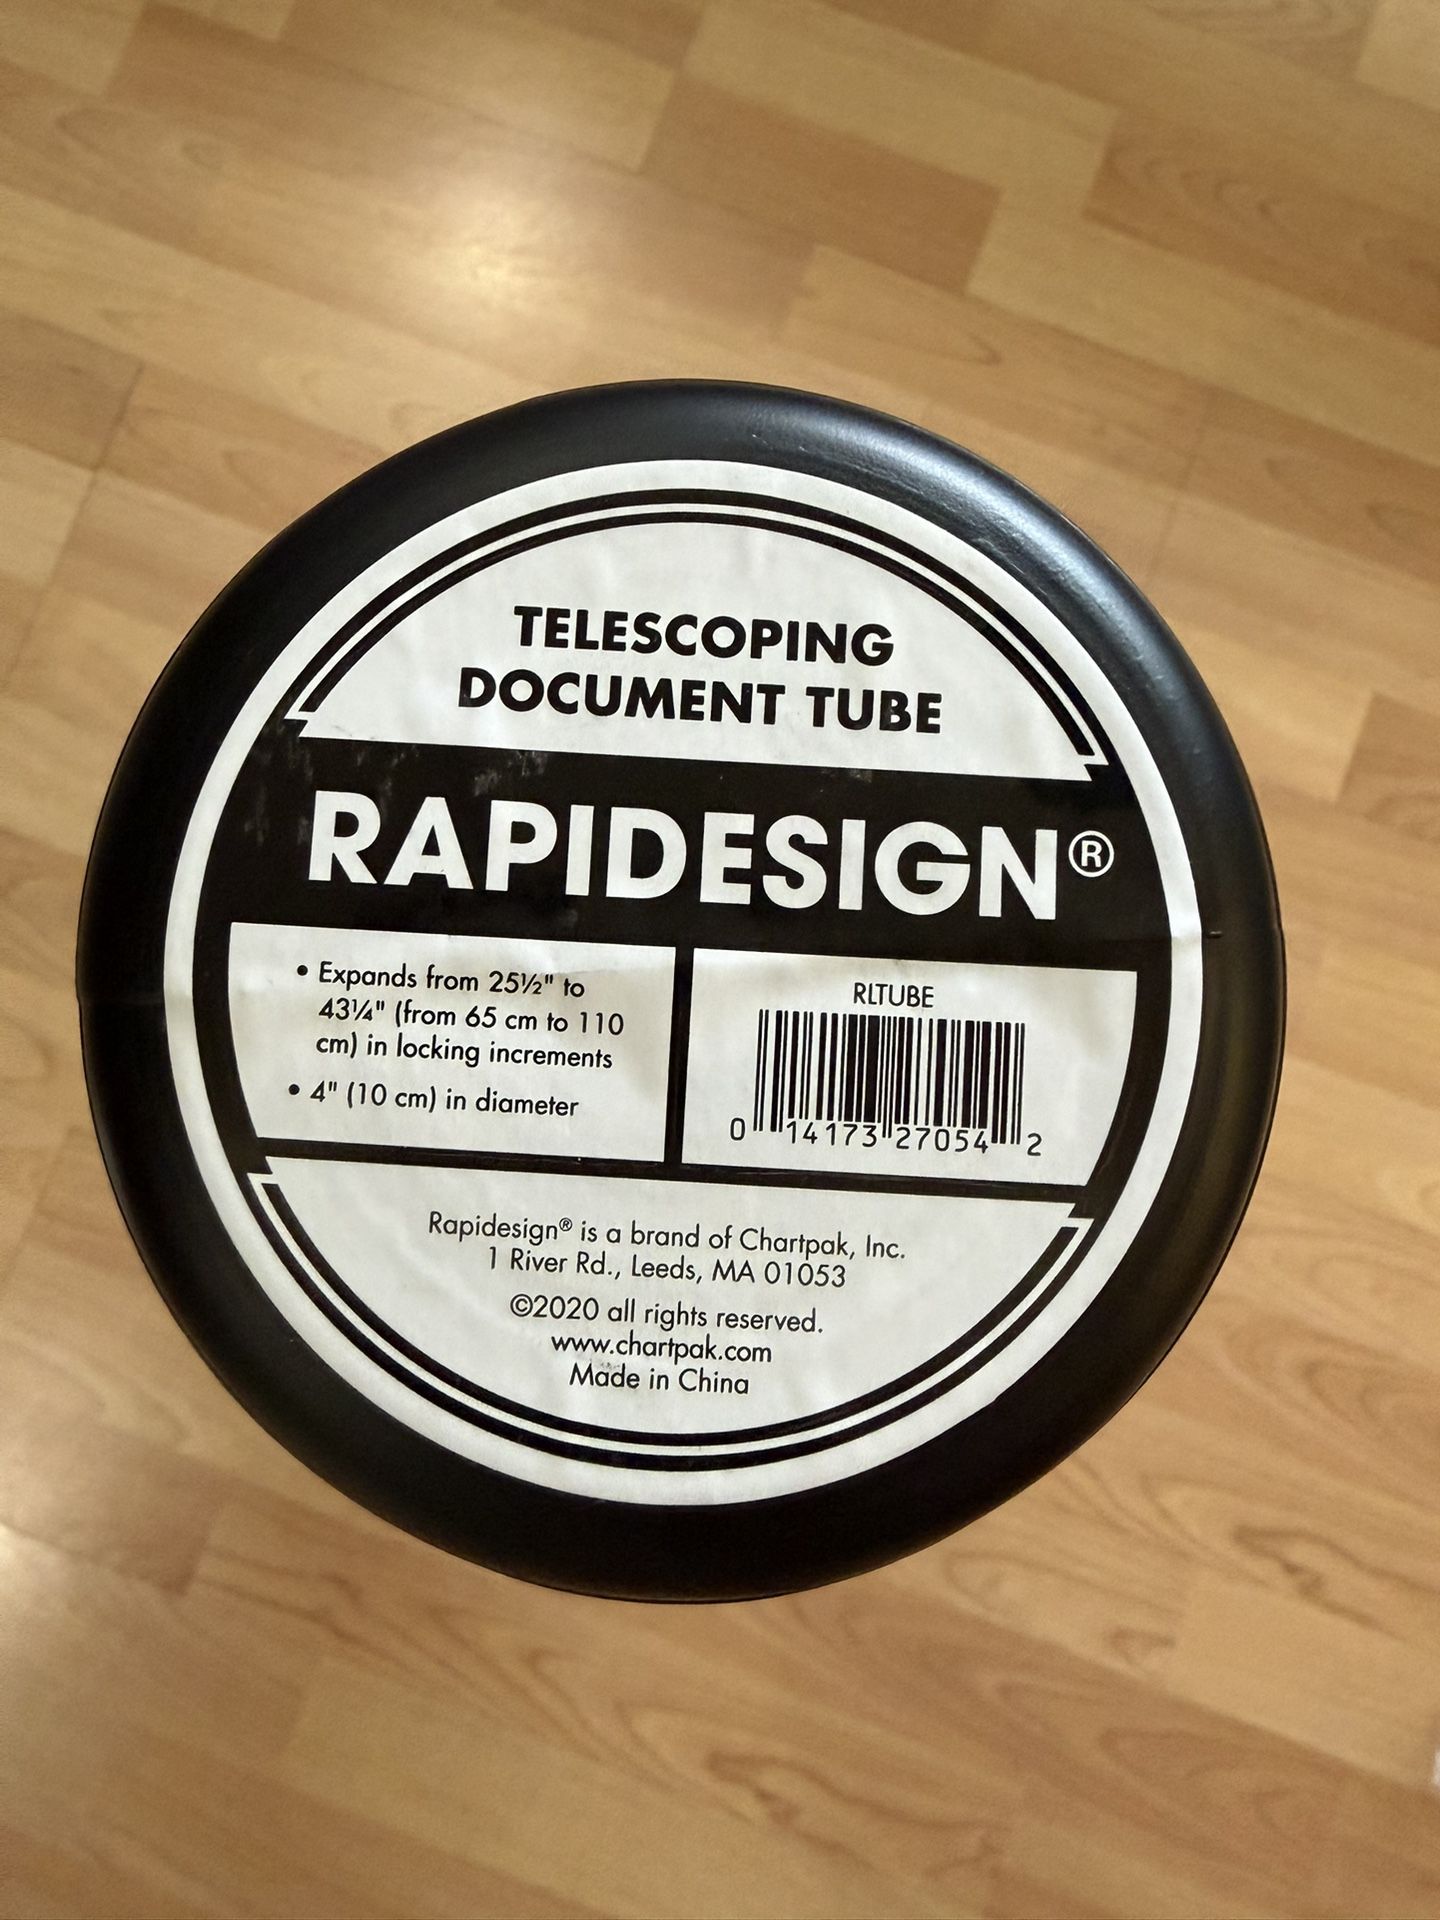 TELESCOPING
DOCUMENT TUBE
RAPIDESIGN®
• Expands from 25½" to
43¼" (from 65 cm to 110
cm) in locking increments
• 4" (10 cm) in diameter
RLTUBE
0 14173 27054 2
Rapidesign® is a brand of Chartpak, Inc.
1 River Rd., Leeds, MA 01053
©2020 all rights reserved.
www.chartpak.com
Made in China